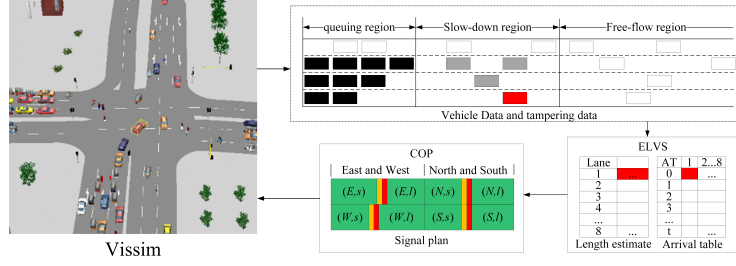 queuing region
Slow-down region
Free-flow region
Vehicle Data and tampering data
Vissim
COP
East and West
North and South
(E,s)
(E,l)
(N,s)
(N,l)
(W,s)
(W,l)
(S,s)
(S,l)
Signal plan
ELVS
Lane
1 ...
2
3
4
...
8 ...
Length estimate
AT 1 2...8
0 ...
1
2
3
...
t ...
Arrival table